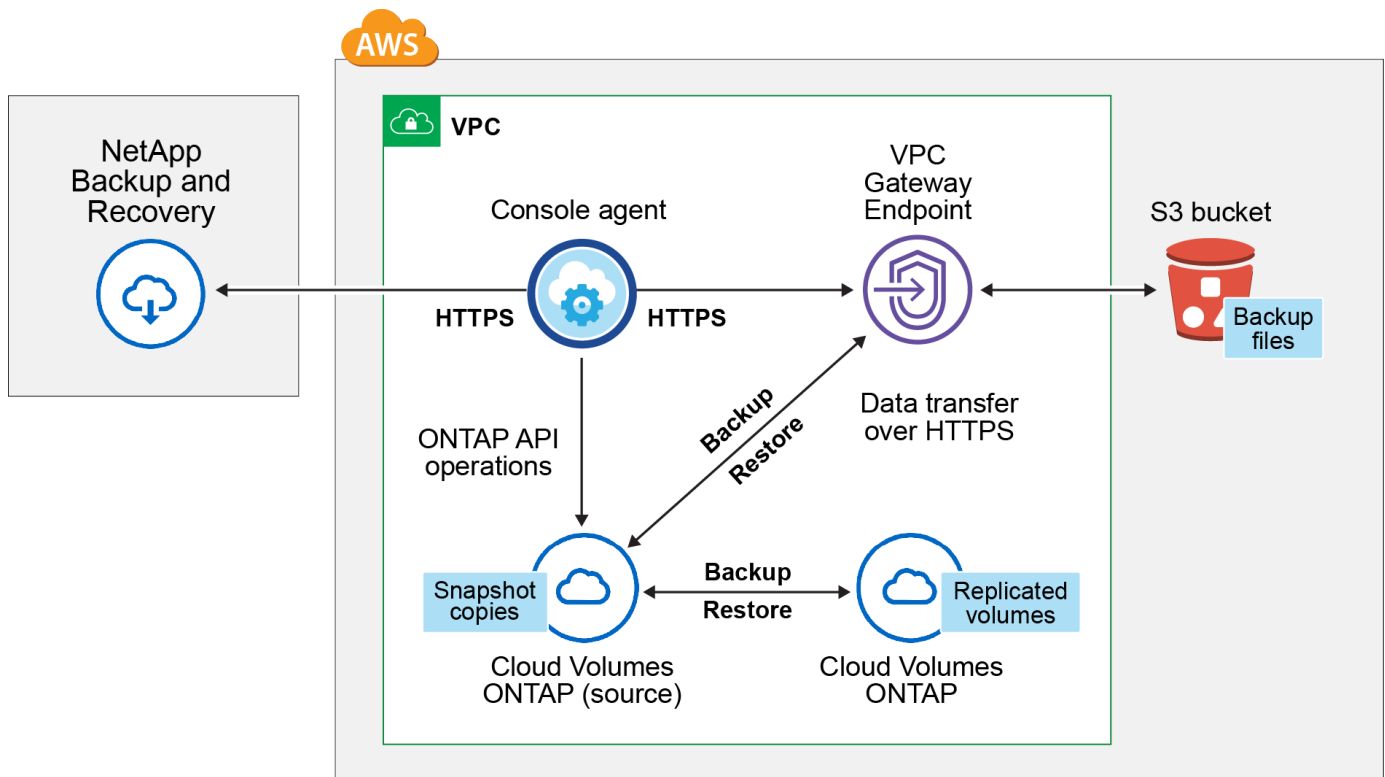 AWS
NetApp
Backup and
Recovery
VPC
Console agent
VPC
Gateway
Endpoint
S3 bucket
HTTPS
HTTPS
Backup
files
ONTAP API
operations
Backup
Restore
Data transfer
over HTTPS
Snapshot
copies
Backup
Restore
Replicated
volumes
Cloud Volumes
ONTAP (source)
Cloud Volumes
ONTAP